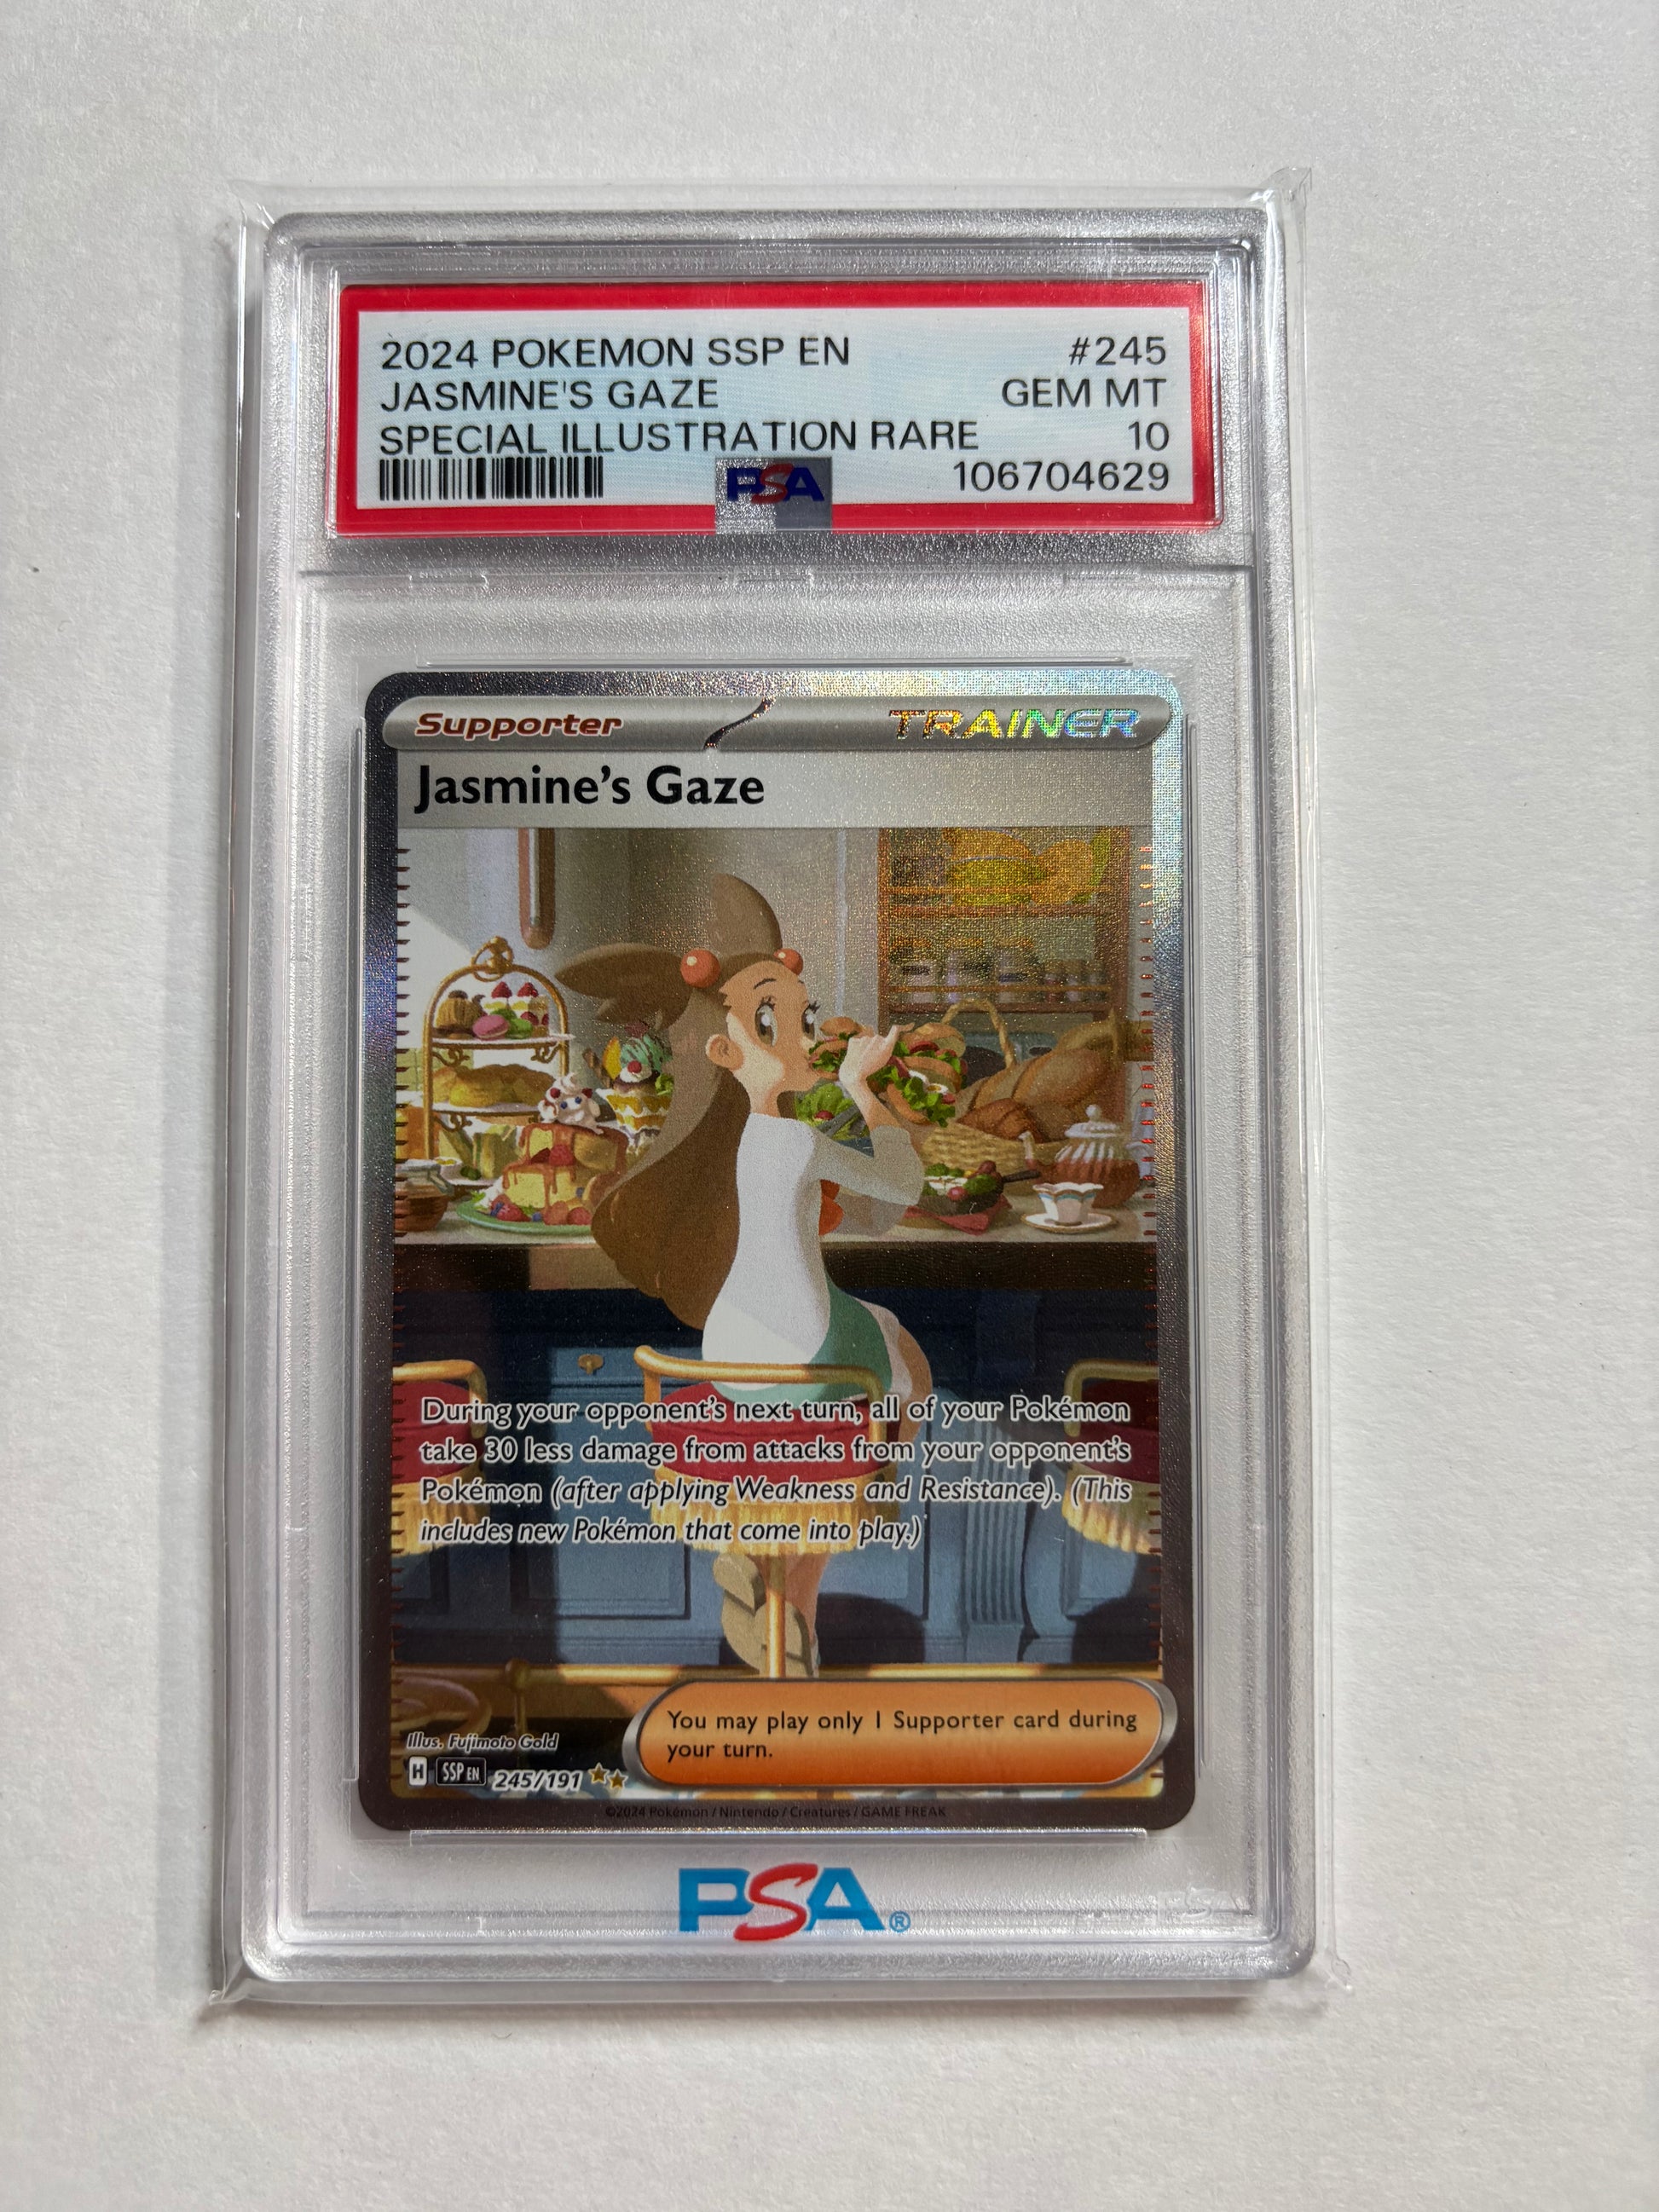 2024 POKEMON SSP EN #245
JASMINE'S GAZE GEM MT
SPECIAL ILLUSTRATION RARE 10
PSA 106704629
Supporter TRAINER
Jasmine's Gaze
During your opponent's next turn, all of your Pokémon
take 30 less damage from attacks from your opponent's
Pokémon (after applying Weakness and Resistance). (This
includes new Pokémon that come into play.)
You may play only 1 Supporter card during
your turn.
Illus. Fujimoto Gold
H SSP EN 245/191
©2024 Pokémon / Nintendo / Creatures / GAME FREAK
PSA®